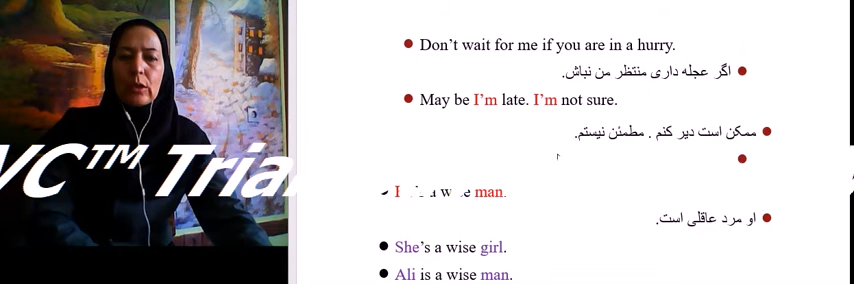 Don't wait for me if you are in a hurry.
اگر عجله داری منتظر من نباش.
May be I'm late. I'm not sure.
ممکن است دیر کنم . مطمئن نیستم.
man.
او مرد عاقلی است.
She's a wise girl.
Ali is a wise man.
VC™ Trial